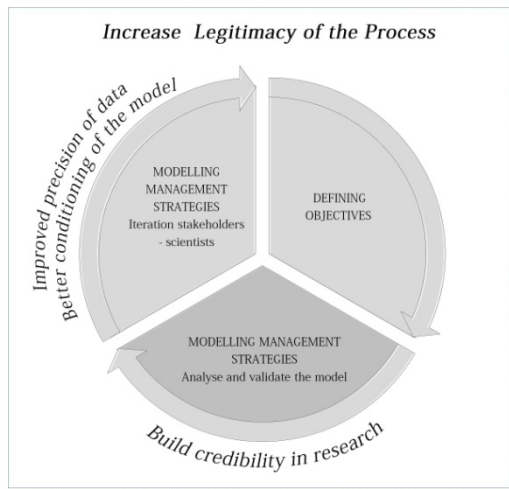 Increase Legitimacy of the Process
Improved precision of data
Better conditioning of the model
MODELLING
MANAGEMENT
STRATEGIES
Iteration stakeholders
- scientists
DEFINING
OBJECTIVES
MODELLING MANAGEMENT
STRATEGIES
Analyse and validate the model
Build credibility in research